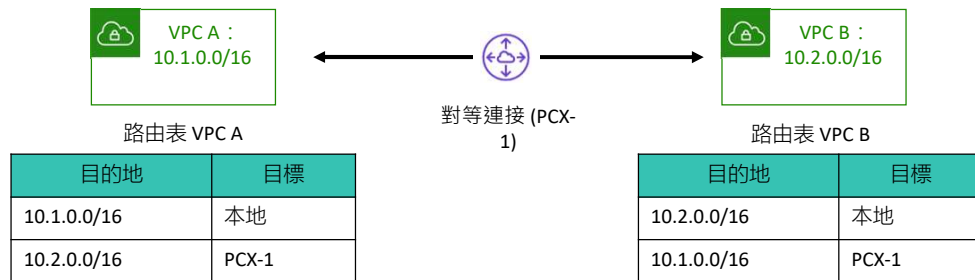 VPC A：
10.1.0.0/16
VPC B：
10.2.0.0/16
對等連接 (PCX-
1)
路由表 VPC A
目的地 目標
10.1.0.0/16 本地
10.2.0.0/16 PCX-1
路由表 VPC B
目的地 目標
10.2.0.0/16 本地
10.1.0.0/16 PCX-1